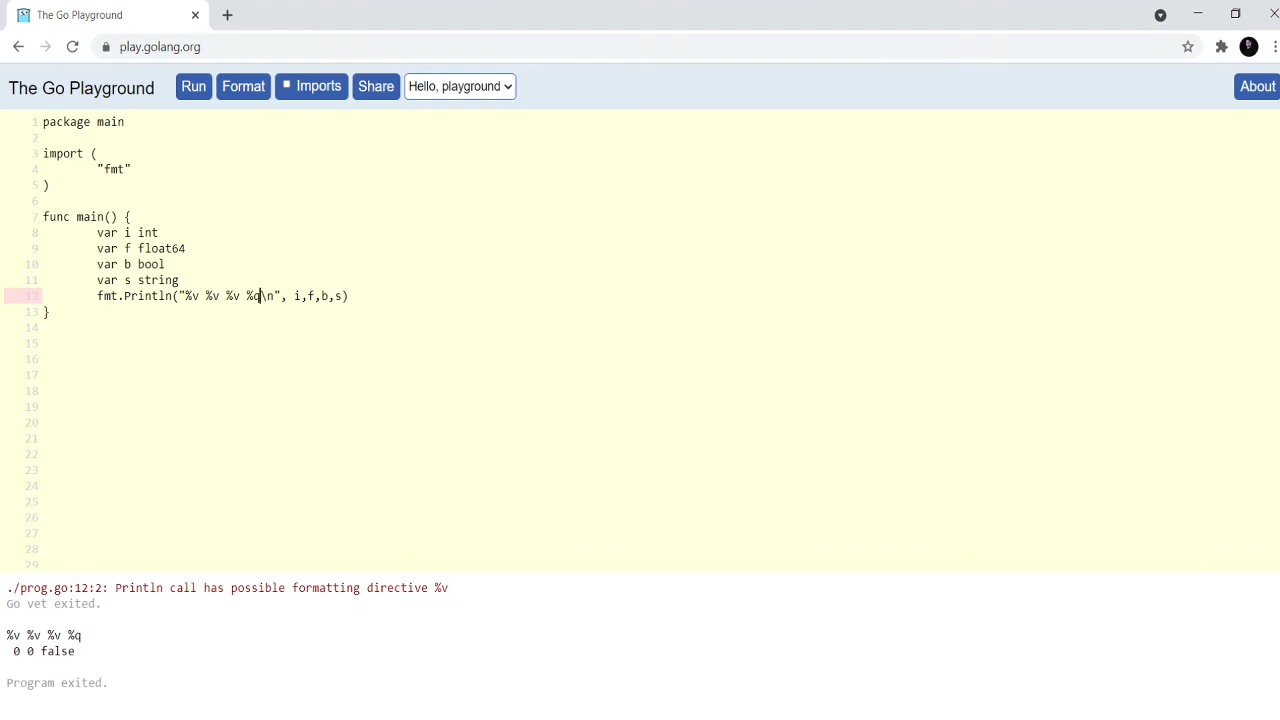 The Go Playground
play.golang.org
The Go Playground Run Format Imports Share Hello, playground About
1 package main
2
3 import (
4 "fmt"
5 )
6
7 func main() {
8 var i int
9 var f float64
10 var b bool
11 var s string
12 fmt.Println("%v %v %v %q\n", i,f,b,s)
13 }
14
15
16
17
18
19
20
21
22
23
24
25
26
27
28
29
./prog.go:12:2: Println call has possible formatting directive %v
Go vet exited.
%v %v %v %q
0 0 false
Program exited.